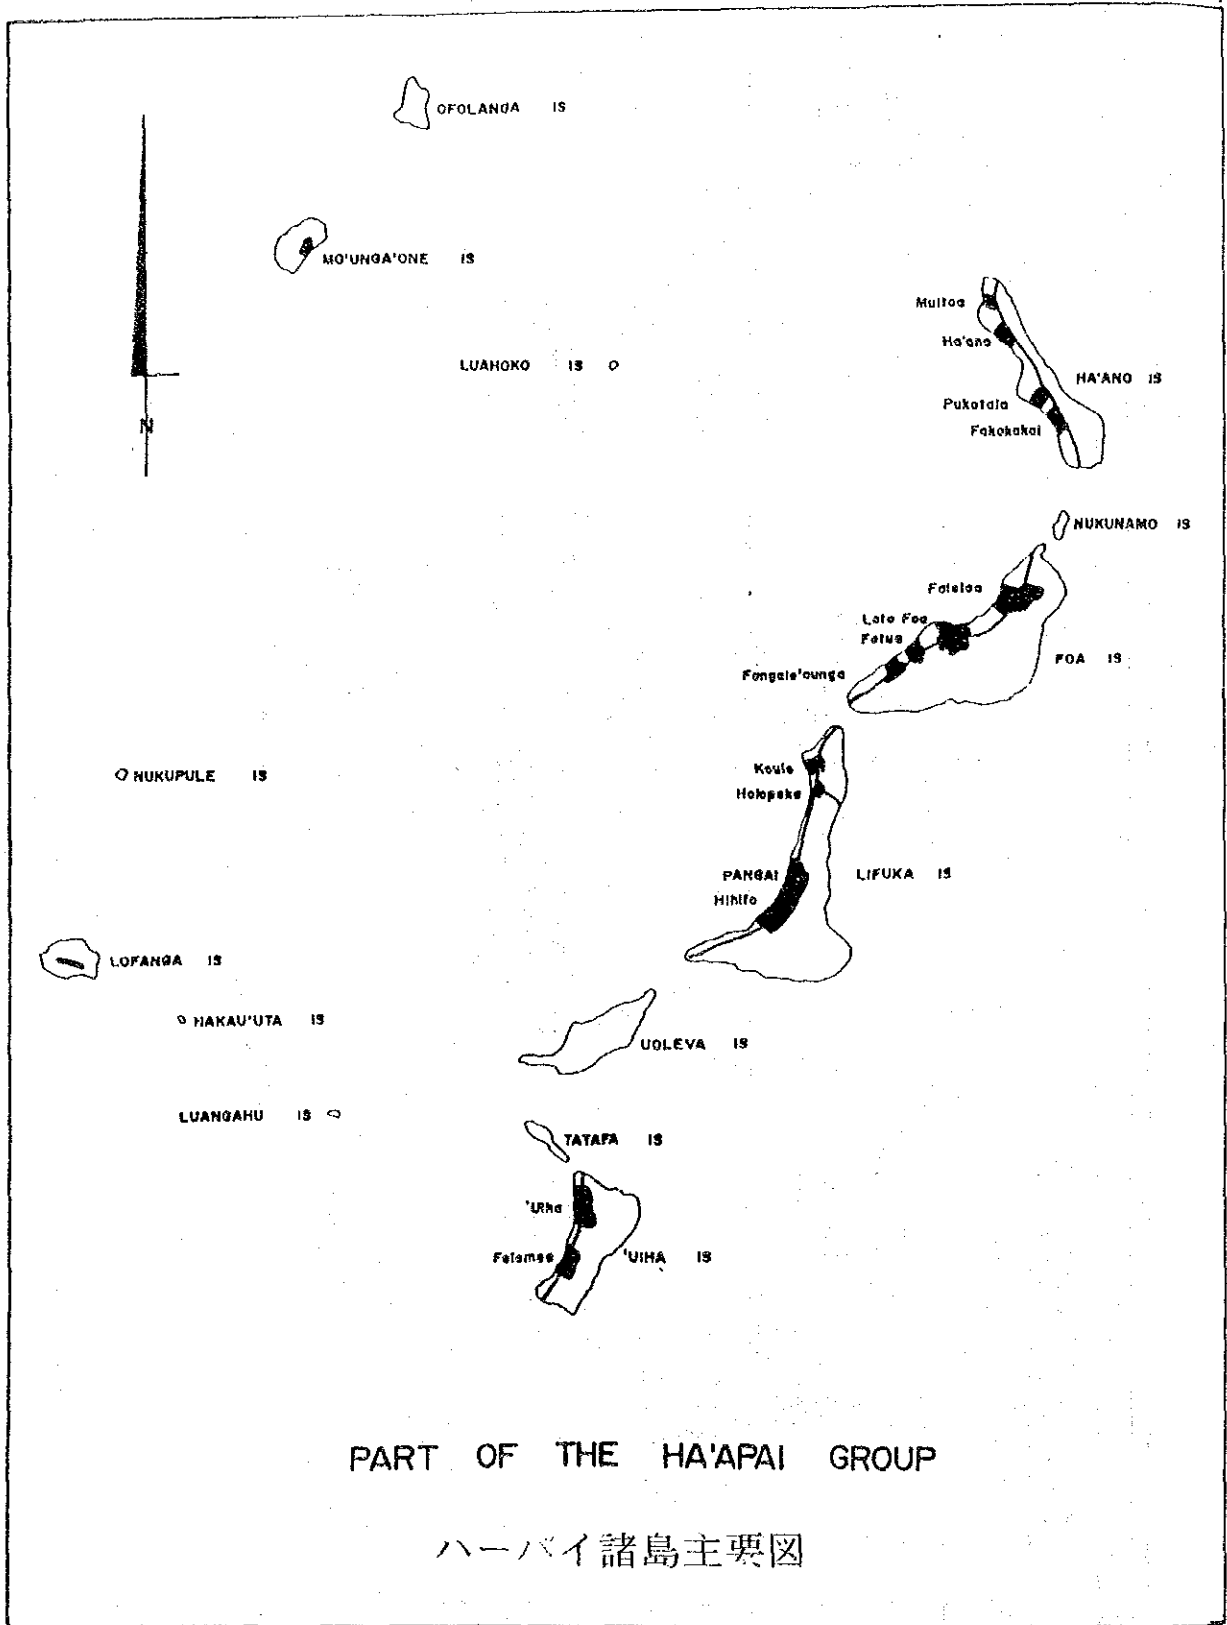 OFOLANGA IS
MO'UNGA'ONE IS
Muitoa
Ha'ano
LUAHOKO IS
HA'ANO IS
Pukotala
Fakakakai
N
NUKUNAMO IS
Faleloa
Loto Foa
Fotua
FOA IS
Fangale'ounga
Koulo
NUKUPULE IS
Holopeka
PANGAI
LIFUKA IS
Hihifo
LOFANGA IS
HAKAU'UTA IS
UOLEVA IS
LUANGAHU IS
TATAFA IS
'Uiha
Felemea
'UIHA IS
PART OF THE HA'APAI GROUP
ハーパイ諸島主要図